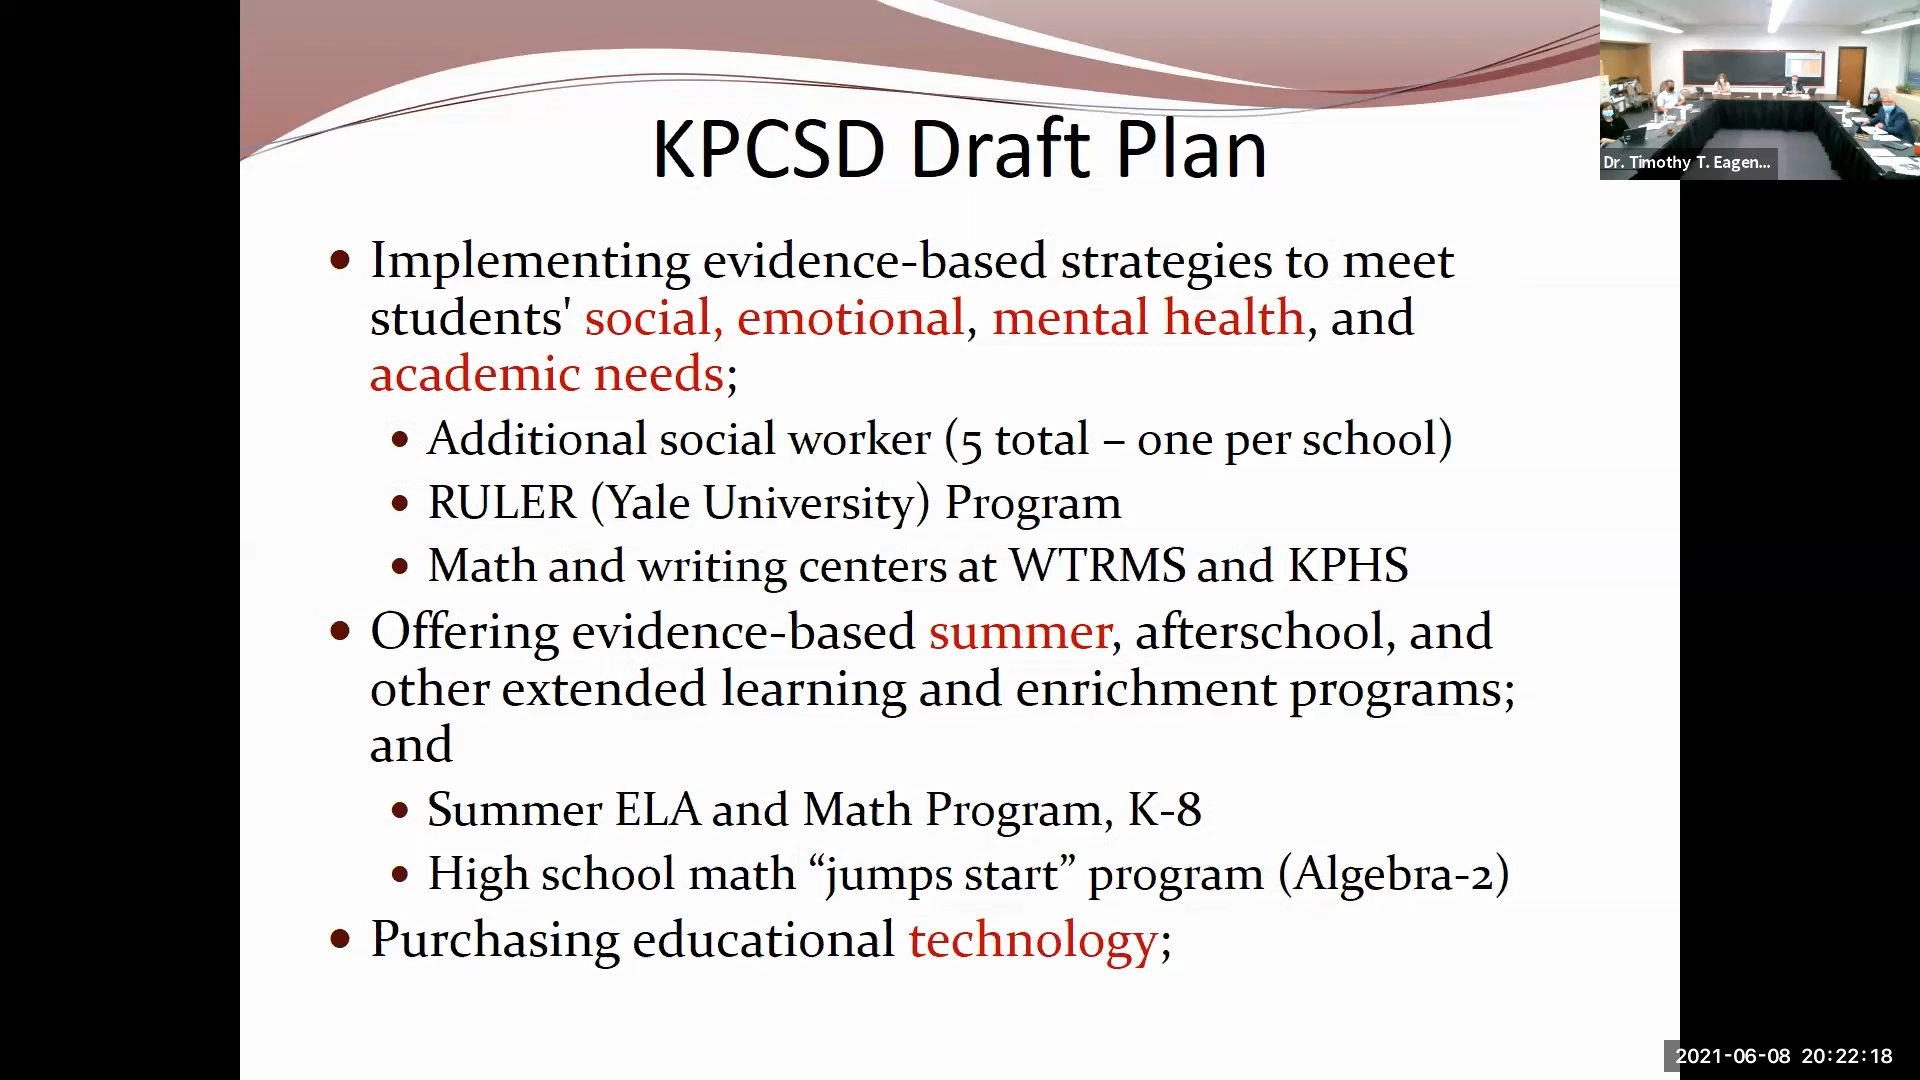 KPCSD Draft Plan
Dr. Timothy T. Eagen...
• Implementing evidence-based strategies to meet
students' social, emotional, mental health, and
academic needs;
• Additional social worker (5 total – one per school)
• RULER (Yale University) Program
• Math and writing centers at WTRMS and KPHS
• Offering evidence-based summer, afterschool, and
other extended learning and enrichment programs;
and
• Summer ELA and Math Program, K-8
• High school math “jumps start” program (Algebra-2)
• Purchasing educational technology;
2021-06-08 20:22:18